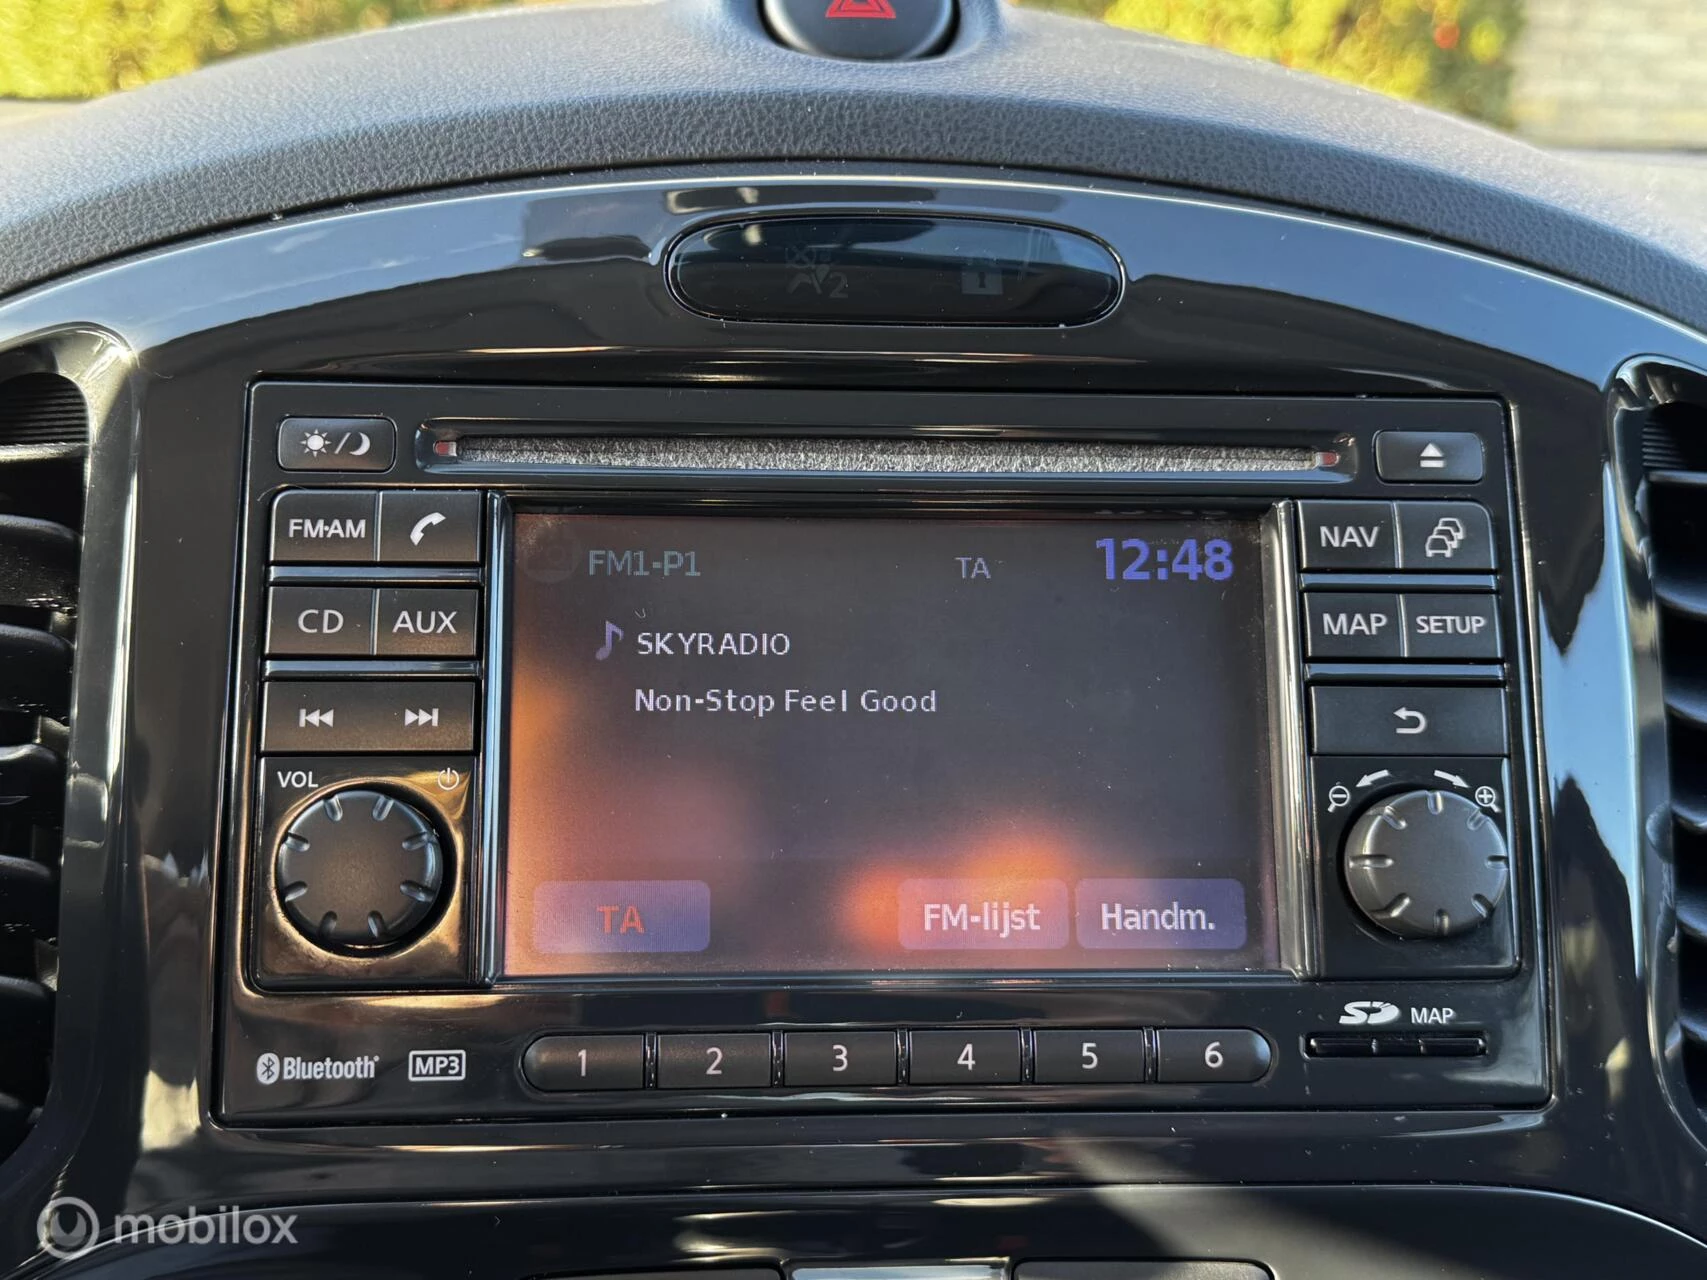 2
FM·AM
CD AUX
VOL
FM1-P1 TA 12:48
SKYRADIO
Non-Stop Feel Good
TA FM-lijst Handm.
NAV
MAP SETUP
SD MAP
Bluetooth® MP3 1 2 3 4 5 6
mobilox